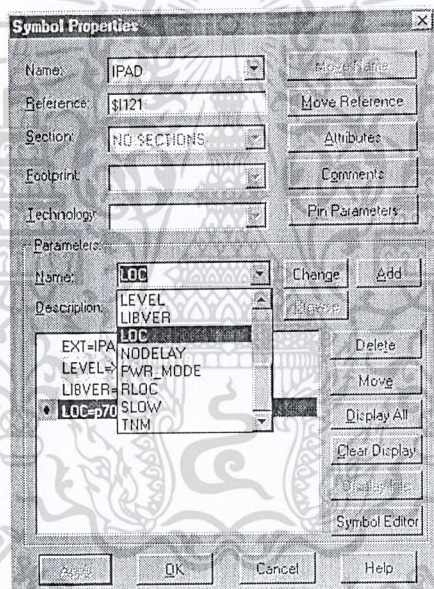 Symbol Properties
Name: IPAD Move Name
Reference: $I121 Move Reference
Section: NO SECTIONS Attributes
Footprint: Comments
Technology: Pin Parameters
Parameters:
Name: LOC Change Add
Description: Browse
LEVEL
LIBVER
LOC
NODELAY
PWR_MODE
RLOC
SLOW
TNM
EXT=IPA
LEVEL=
LIBVER=
LOC=p70
Delete
Move
Display All
Clear Display
Symbol Editor
Apply OK Cancel Help